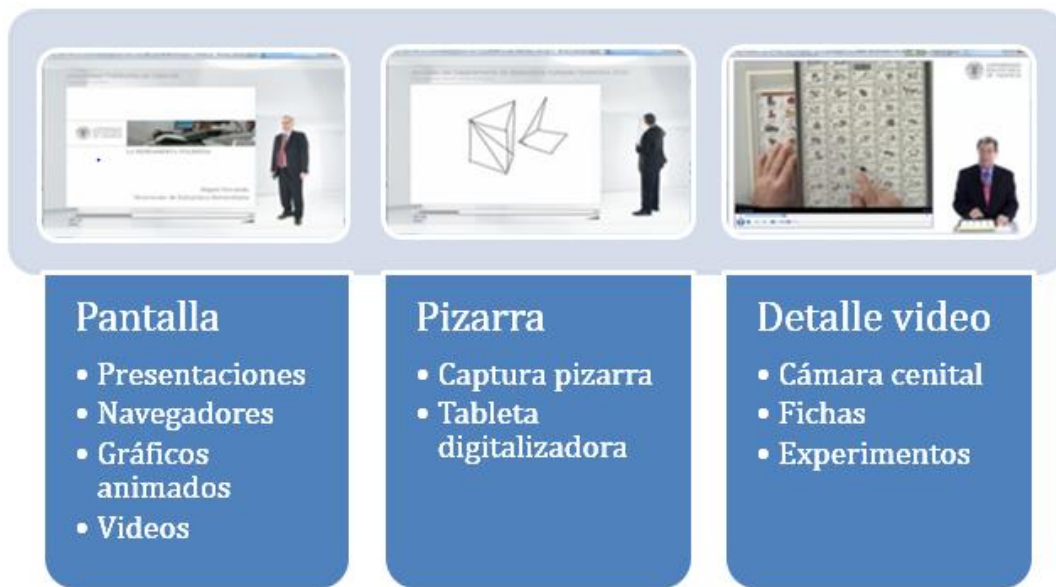 Pantalla
• Presentaciones
• Navegadores
• Gráficos
animados
• Videos
Pizarra
• Captura pizarra
• Tableta
digitalizadora
Detalle video
• Cámara cenital
• Fichas
• Experimentos